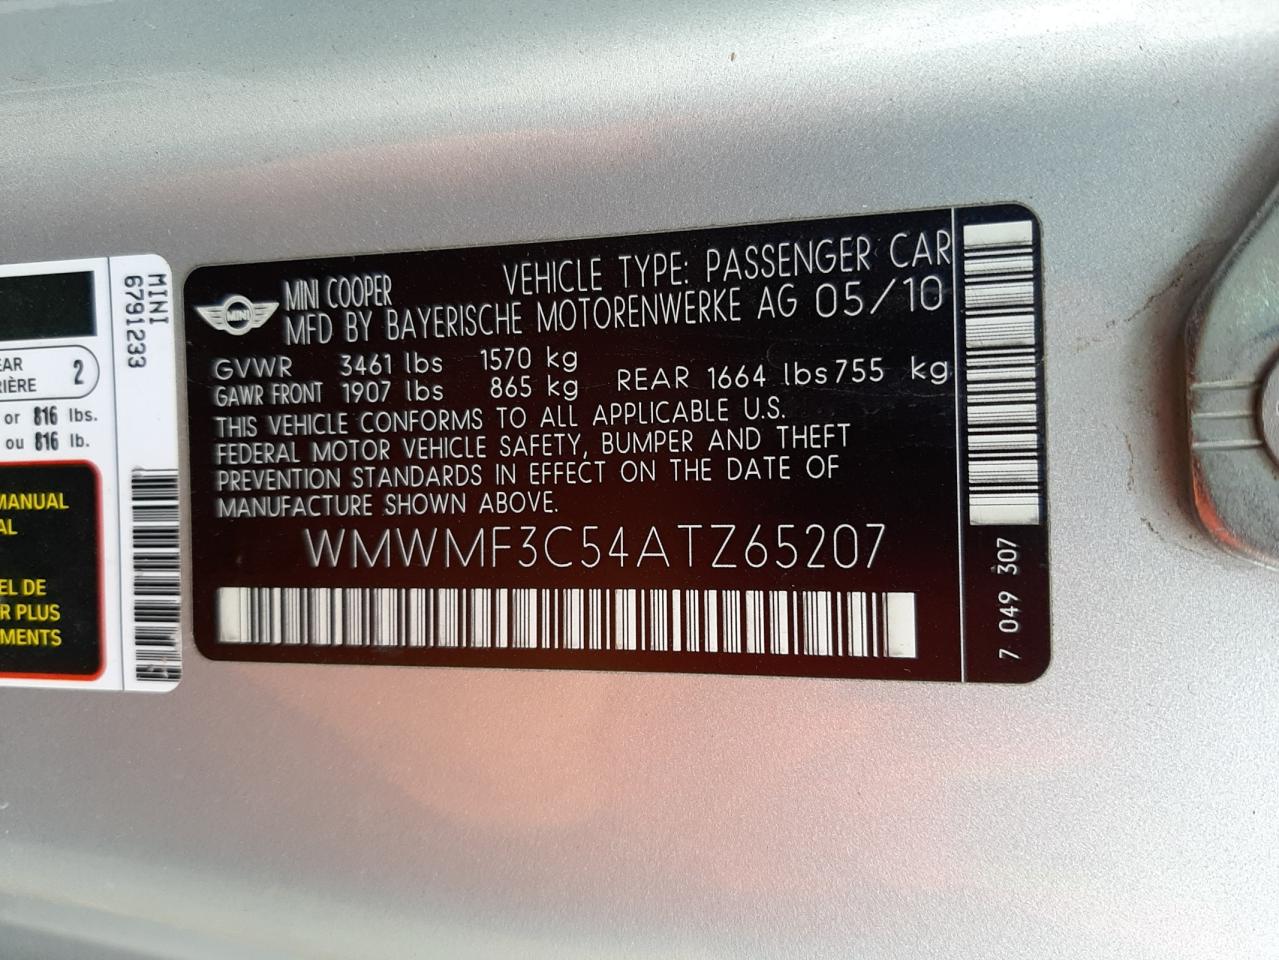 MINI
6791233
EAR
RIÈRE
2
or 816 lbs.
ou 816 lb.
MANUAL
AL
EL DE
R PLUS
MENTS
MINI
MINI COOPER
VEHICLE TYPE: PASSENGER CAR
MFD BY BAYERISCHE MOTORENWERKE AG 05/10
GVWR 3461 lbs 1570 kg
GAWR FRONT 1907 lbs 865 kg REAR 1664 lbs 755 kg
THIS VEHICLE CONFORMS TO ALL APPLICABLE U.S.
FEDERAL MOTOR VEHICLE SAFETY, BUMPER AND THEFT
PREVENTION STANDARDS IN EFFECT ON THE DATE OF
MANUFACTURE SHOWN ABOVE.
WMWMF3C54ATZ65207
7 049 307